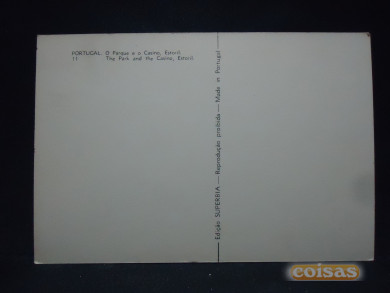 PORTUGAL. O Parque e o Casino, Estoril
11 The Park and the Casino, Estoril
Edição SUPERBIA — Reprodução proibida — Made in Portugal
coisas